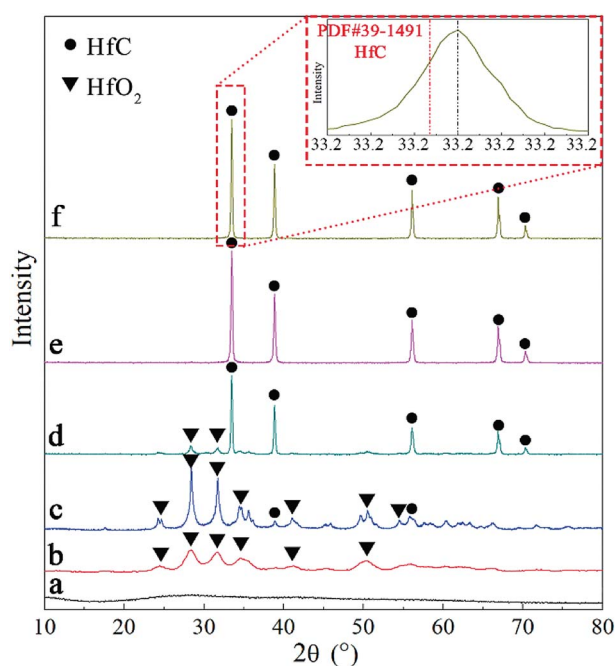 PDF#39-1491
HfC
Intensity
33.2 33.2 33.2 33.2 33.2 33.2 33.2
HfC
HfO₂
f
e
d
c
b
a
Intensity
10 20 30 40 50 60 70 80
2θ (°)